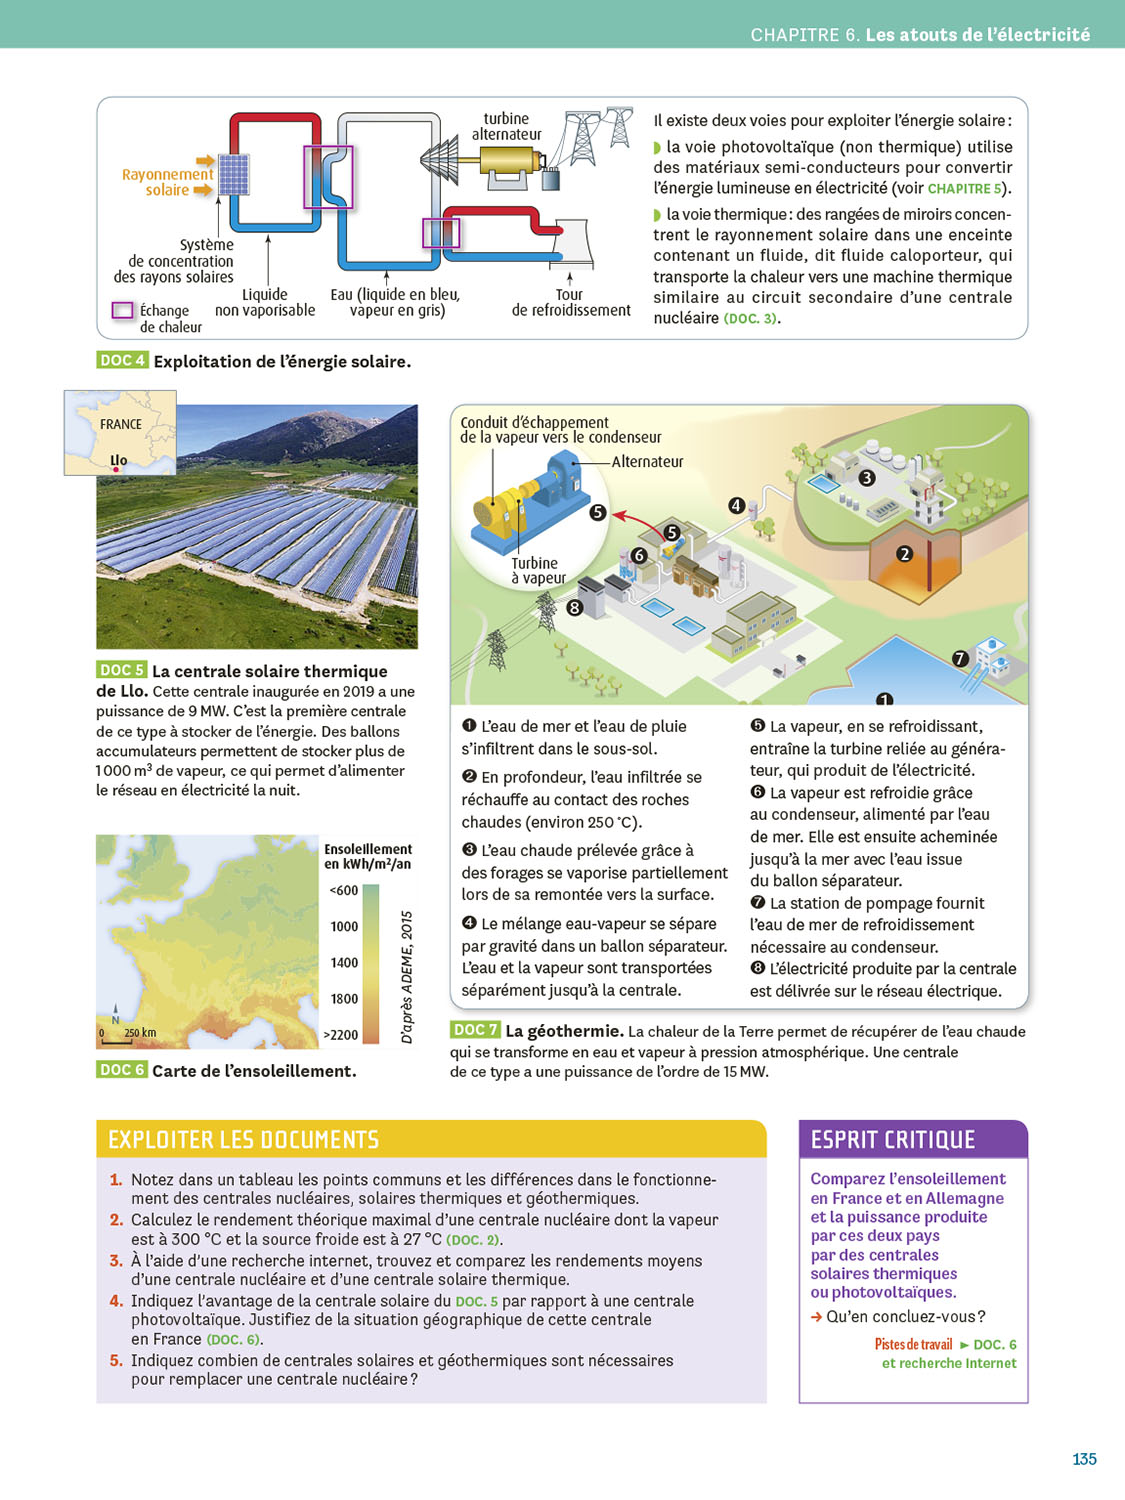 CHAPITRE 6. Les atouts de l'électricité
turbine
alternateur
Rayonnement
solaire
Système
de concentration
des rayons solaires
Liquide
non vaporisable
Eau (liquide en bleu,
vapeur en gris)
Tour
de refroidissement
Échange
de chaleur
Il existe deux voies pour exploiter l'énergie solaire :
la voie photovoltaïque (non thermique) utilise
des matériaux semi-conducteurs pour convertir
l'énergie lumineuse en électricité (voir CHAPITRE 5).
la voie thermique : des rangées de miroirs concen-
trent le rayonnement solaire dans une enceinte
contenant un fluide, dit fluide caloporteur, qui
transporte la chaleur vers une machine thermique
similaire au circuit secondaire d'une centrale
nucléaire (DOC. 3).
DOC 4 Exploitation de l'énergie solaire.
FRANCE
Llo
DOC 5 La centrale solaire thermique
de Llo. Cette centrale inaugurée en 2019 a une
puissance de 9 MW. C'est la première centrale
de ce type à stocker de l'énergie. Des ballons
accumulateurs permettent de stocker plus de
1 000 m³ de vapeur, ce qui permet d'alimenter
le réseau en électricité la nuit.
Ensoleillement
en kWh/m²/an
<600
1000
1400
1800
>2200
N
0 250 km
D'après ADEME, 2015
DOC 6 Carte de l'ensoleillement.
Conduit d'échappement
de la vapeur vers le condenseur
Alternateur
Turbine
à vapeur
5
5
6
8
4
3
2
7
1
1 L'eau de mer et l'eau de pluie
s'infiltrent dans le sous-sol.
2 En profondeur, l'eau infiltrée se
réchauffe au contact des roches
chaudes (environ 250 °C).
3 L'eau chaude prélevée grâce à
des forages se vaporise partiellement
lors de sa remontée vers la surface.
4 Le mélange eau-vapeur se sépare
par gravité dans un ballon séparateur.
L'eau et la vapeur sont transportées
séparément jusqu'à la centrale.
5 La vapeur, en se refroidissant,
entraîne la turbine reliée au généra-
teur, qui produit de l'électricité.
6 La vapeur est refroidie grâce
au condenseur, alimenté par l'eau
de mer. Elle est ensuite acheminée
jusqu'à la mer avec l'eau issue
du ballon séparateur.
7 La station de pompage fournit
l'eau de mer de refroidissement
nécessaire au condenseur.
8 L'électricité produite par la centrale
est délivrée sur le réseau électrique.
DOC 7 La géothermie. La chaleur de la Terre permet de récupérer de l'eau chaude
qui se transforme en eau et vapeur à pression atmosphérique. Une centrale
de ce type a une puissance de l'ordre de 15 MW.
EXPLOITER LES DOCUMENTS
1. Notez dans un tableau les points communs et les différences dans le fonctionne-
ment des centrales nucléaires, solaires thermiques et géothermiques.
2. Calculez le rendement théorique maximal d'une centrale nucléaire dont la vapeur
est à 300 °C et la source froide est à 27 °C (DOC. 2).
3. À l'aide d'une recherche internet, trouvez et comparez les rendements moyens
d'une centrale nucléaire et d'une centrale solaire thermique.
4. Indiquez l'avantage de la centrale solaire du DOC. 5 par rapport à une centrale
photovoltaïque. Justifiez de la situation géographique de cette centrale
en France (DOC. 6).
5. Indiquez combien de centrales solaires et géothermiques sont nécessaires
pour remplacer une centrale nucléaire ?
ESPRIT CRITIQUE
Comparez l'ensoleillement
en France et en Allemagne
et la puissance produite
par ces deux pays
par des centrales
solaires thermiques
ou photovoltaïques.
→ Qu'en concluez-vous ?
Pistes de travail ► DOC. 6
et recherche Internet
135